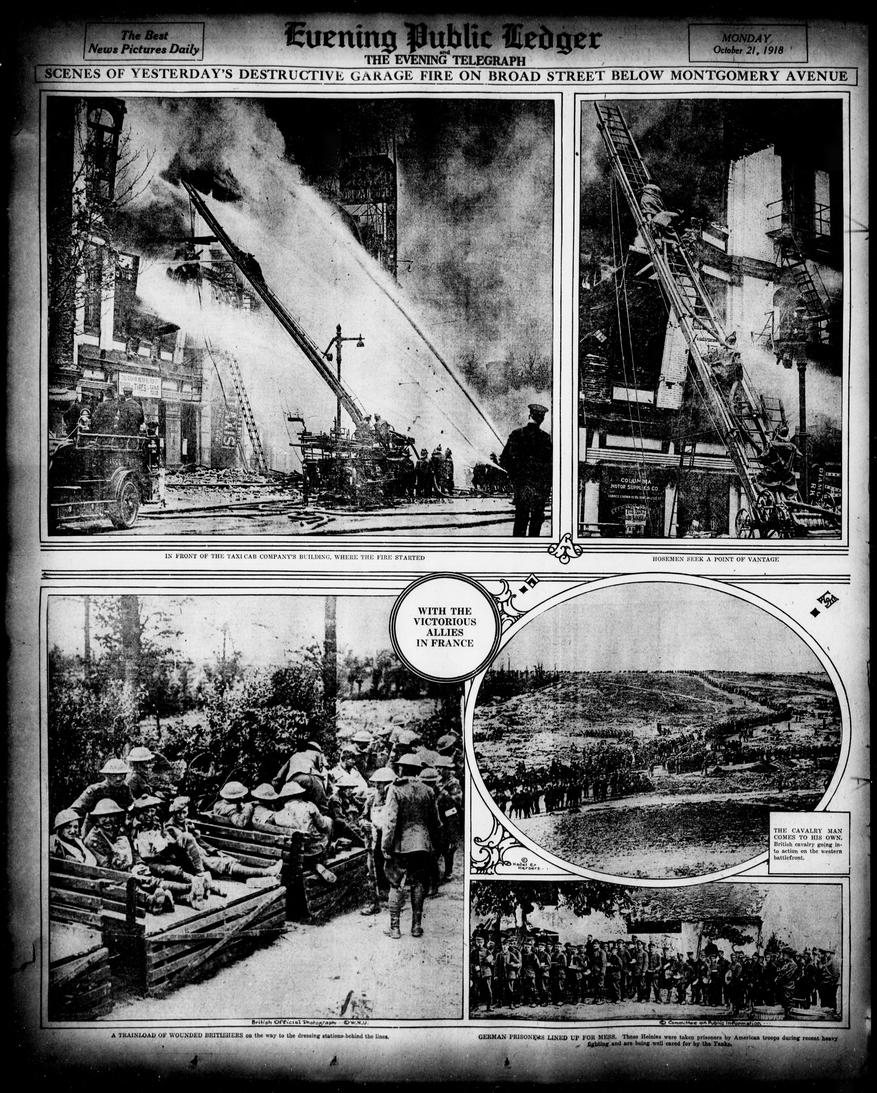 The Best
News Pictures Daily
Evening Public Ledger
and
THE EVENING TELEGRAPH
MONDAY,
October 21, 1918
SCENES OF YESTERDAY'S DESTRUCTIVE GARAGE FIRE ON BROAD STREET BELOW MONTGOMERY AVENUE
TIRES
TAXIS
COLUMBIA
MOTOR SUPPLIES CO
IN FRONT OF THE TAXICAB COMPANY'S BUILDING, WHERE THE FIRE STARTED
HOSEMEN SEEK A POINT OF VANTAGE
WITH THE
VICTORIOUS
ALLIES
IN FRANCE
THE CAVALRY MAN
COMES TO HIS OWN.
British cavalry going in-
to action on the western
battlefront.
© Kadel &
Herbert
British Official Photograph ©W.N.U.
© Committee on Public Information
A TRAINLOAD OF WOUNDED BRITISHERS on the way to the dressing stations behind the lines.
GERMAN PRISONERS LINED UP FOR MESS. These Heinies were taken prisoners by American troops during recent heavy
fighting and are being well cared for by the Yanks.